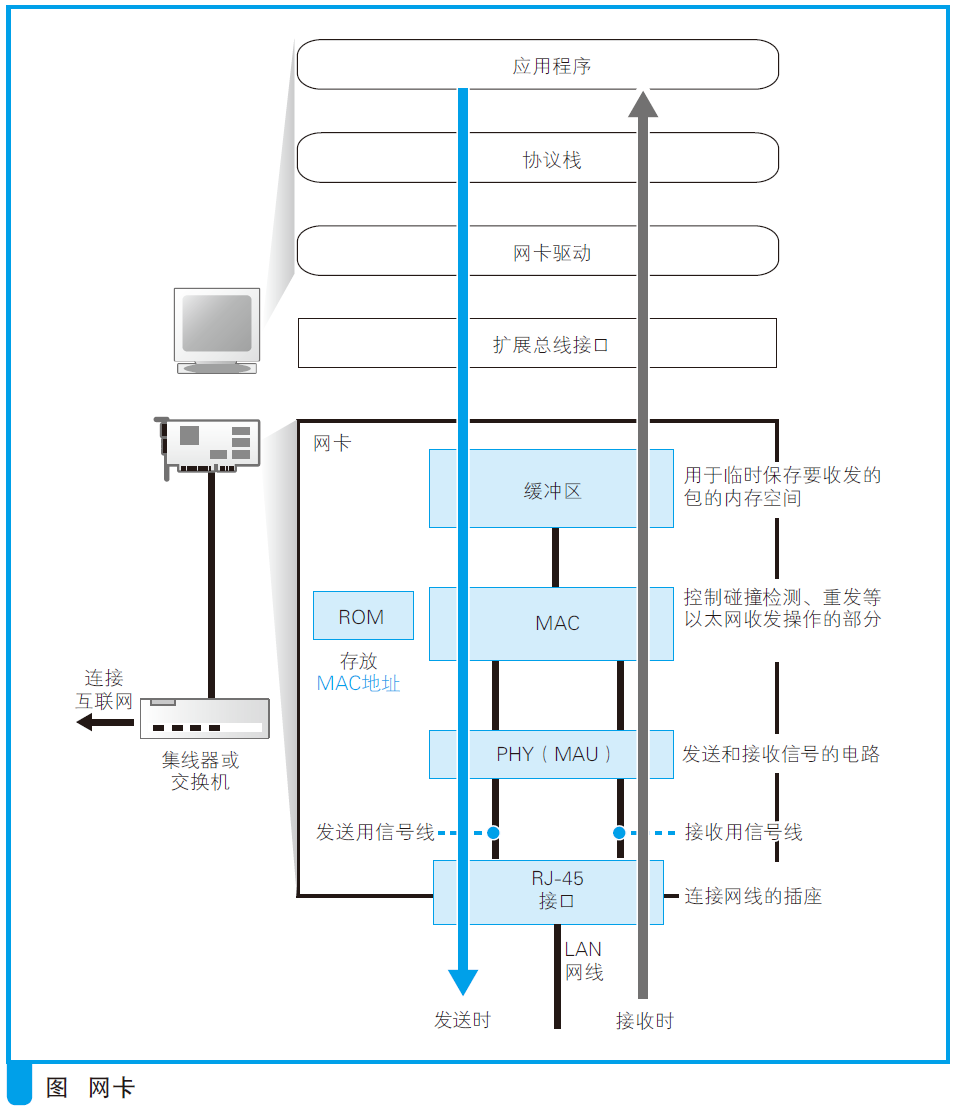 应用程序
协议栈
网卡驱动
扩展总线接口
网卡
缓冲区
用于临时保存要收发的
包的内存空间
ROM
存放
MAC地址
MAC
控制碰撞检测、重发等
以太网收发操作的部分
连接
互联网
集线器或
交换机
PHY（MAU）
发送和接收信号的电路
发送用信号线
接收用信号线
RJ-45
接口
连接网线的插座
LAN
网线
发送时
接收时
图 网卡